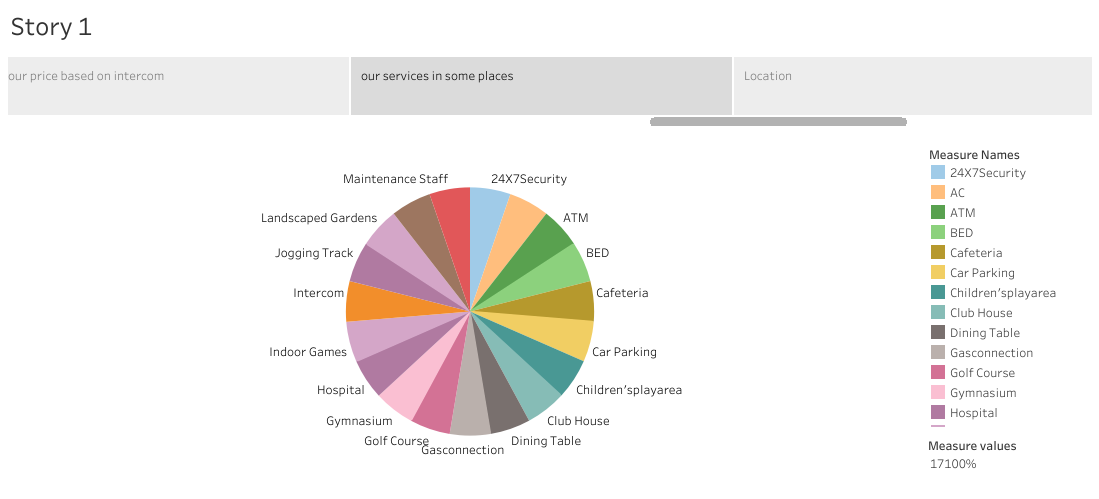 Story 1
our price based on intercom
our services in some places
Location
Maintenance Staff
24X7Security
Landscaped Gardens
ATM
Jogging Track
BED
Intercom
Cafeteria
Indoor Games
Car Parking
Hospital
Children'splayarea
Gymnasium
Club House
Golf Course
Dining Table
Gasconnection
Measure Names
24X7Security
AC
ATM
BED
Cafeteria
Car Parking
Children'splayarea
Club House
Dining Table
Gasconnection
Golf Course
Gymnasium
Hospital
Measure values
17100%